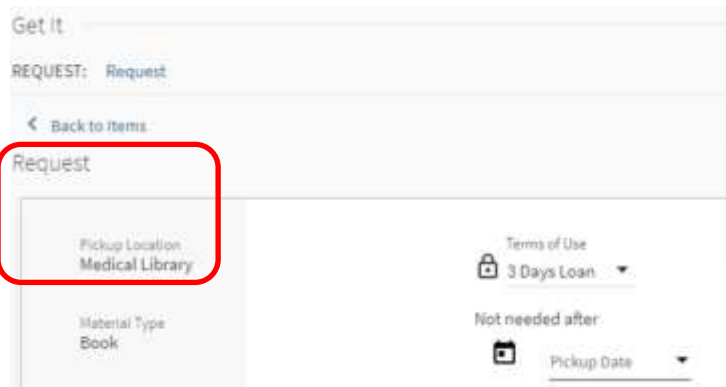 Get It
REQUEST: Request
Back to Items
Request
Pickup Location
Medical Library
Terms of Use
3 Days Loan
Material Type
Book
Not needed after
Pickup Date